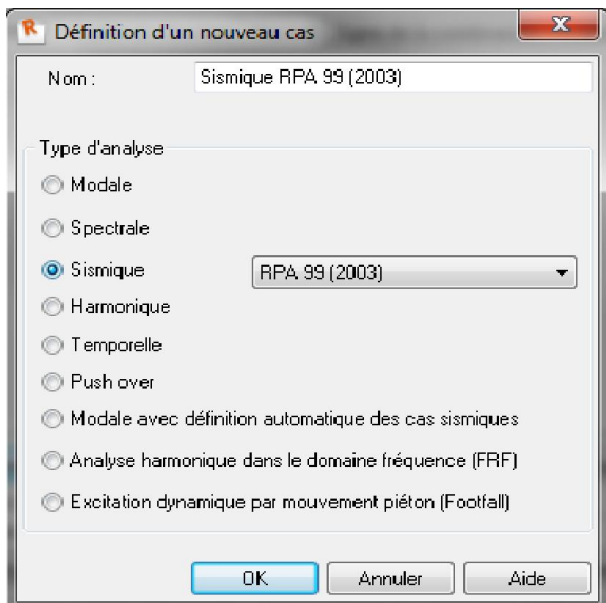 Définition d'un nouveau cas
Nom : Sismique RPA 99 (2003)
Type d'analyse
Modale
Spectrale
Sismique RPA 99 (2003)
Harmonique
Temporelle
Push over
Modale avec définition automatique des cas sismiques
Analyse harmonique dans le domaine fréquence (FRF)
Excitation dynamique par mouvement piéton (Footfall)
OK Annuler Aide